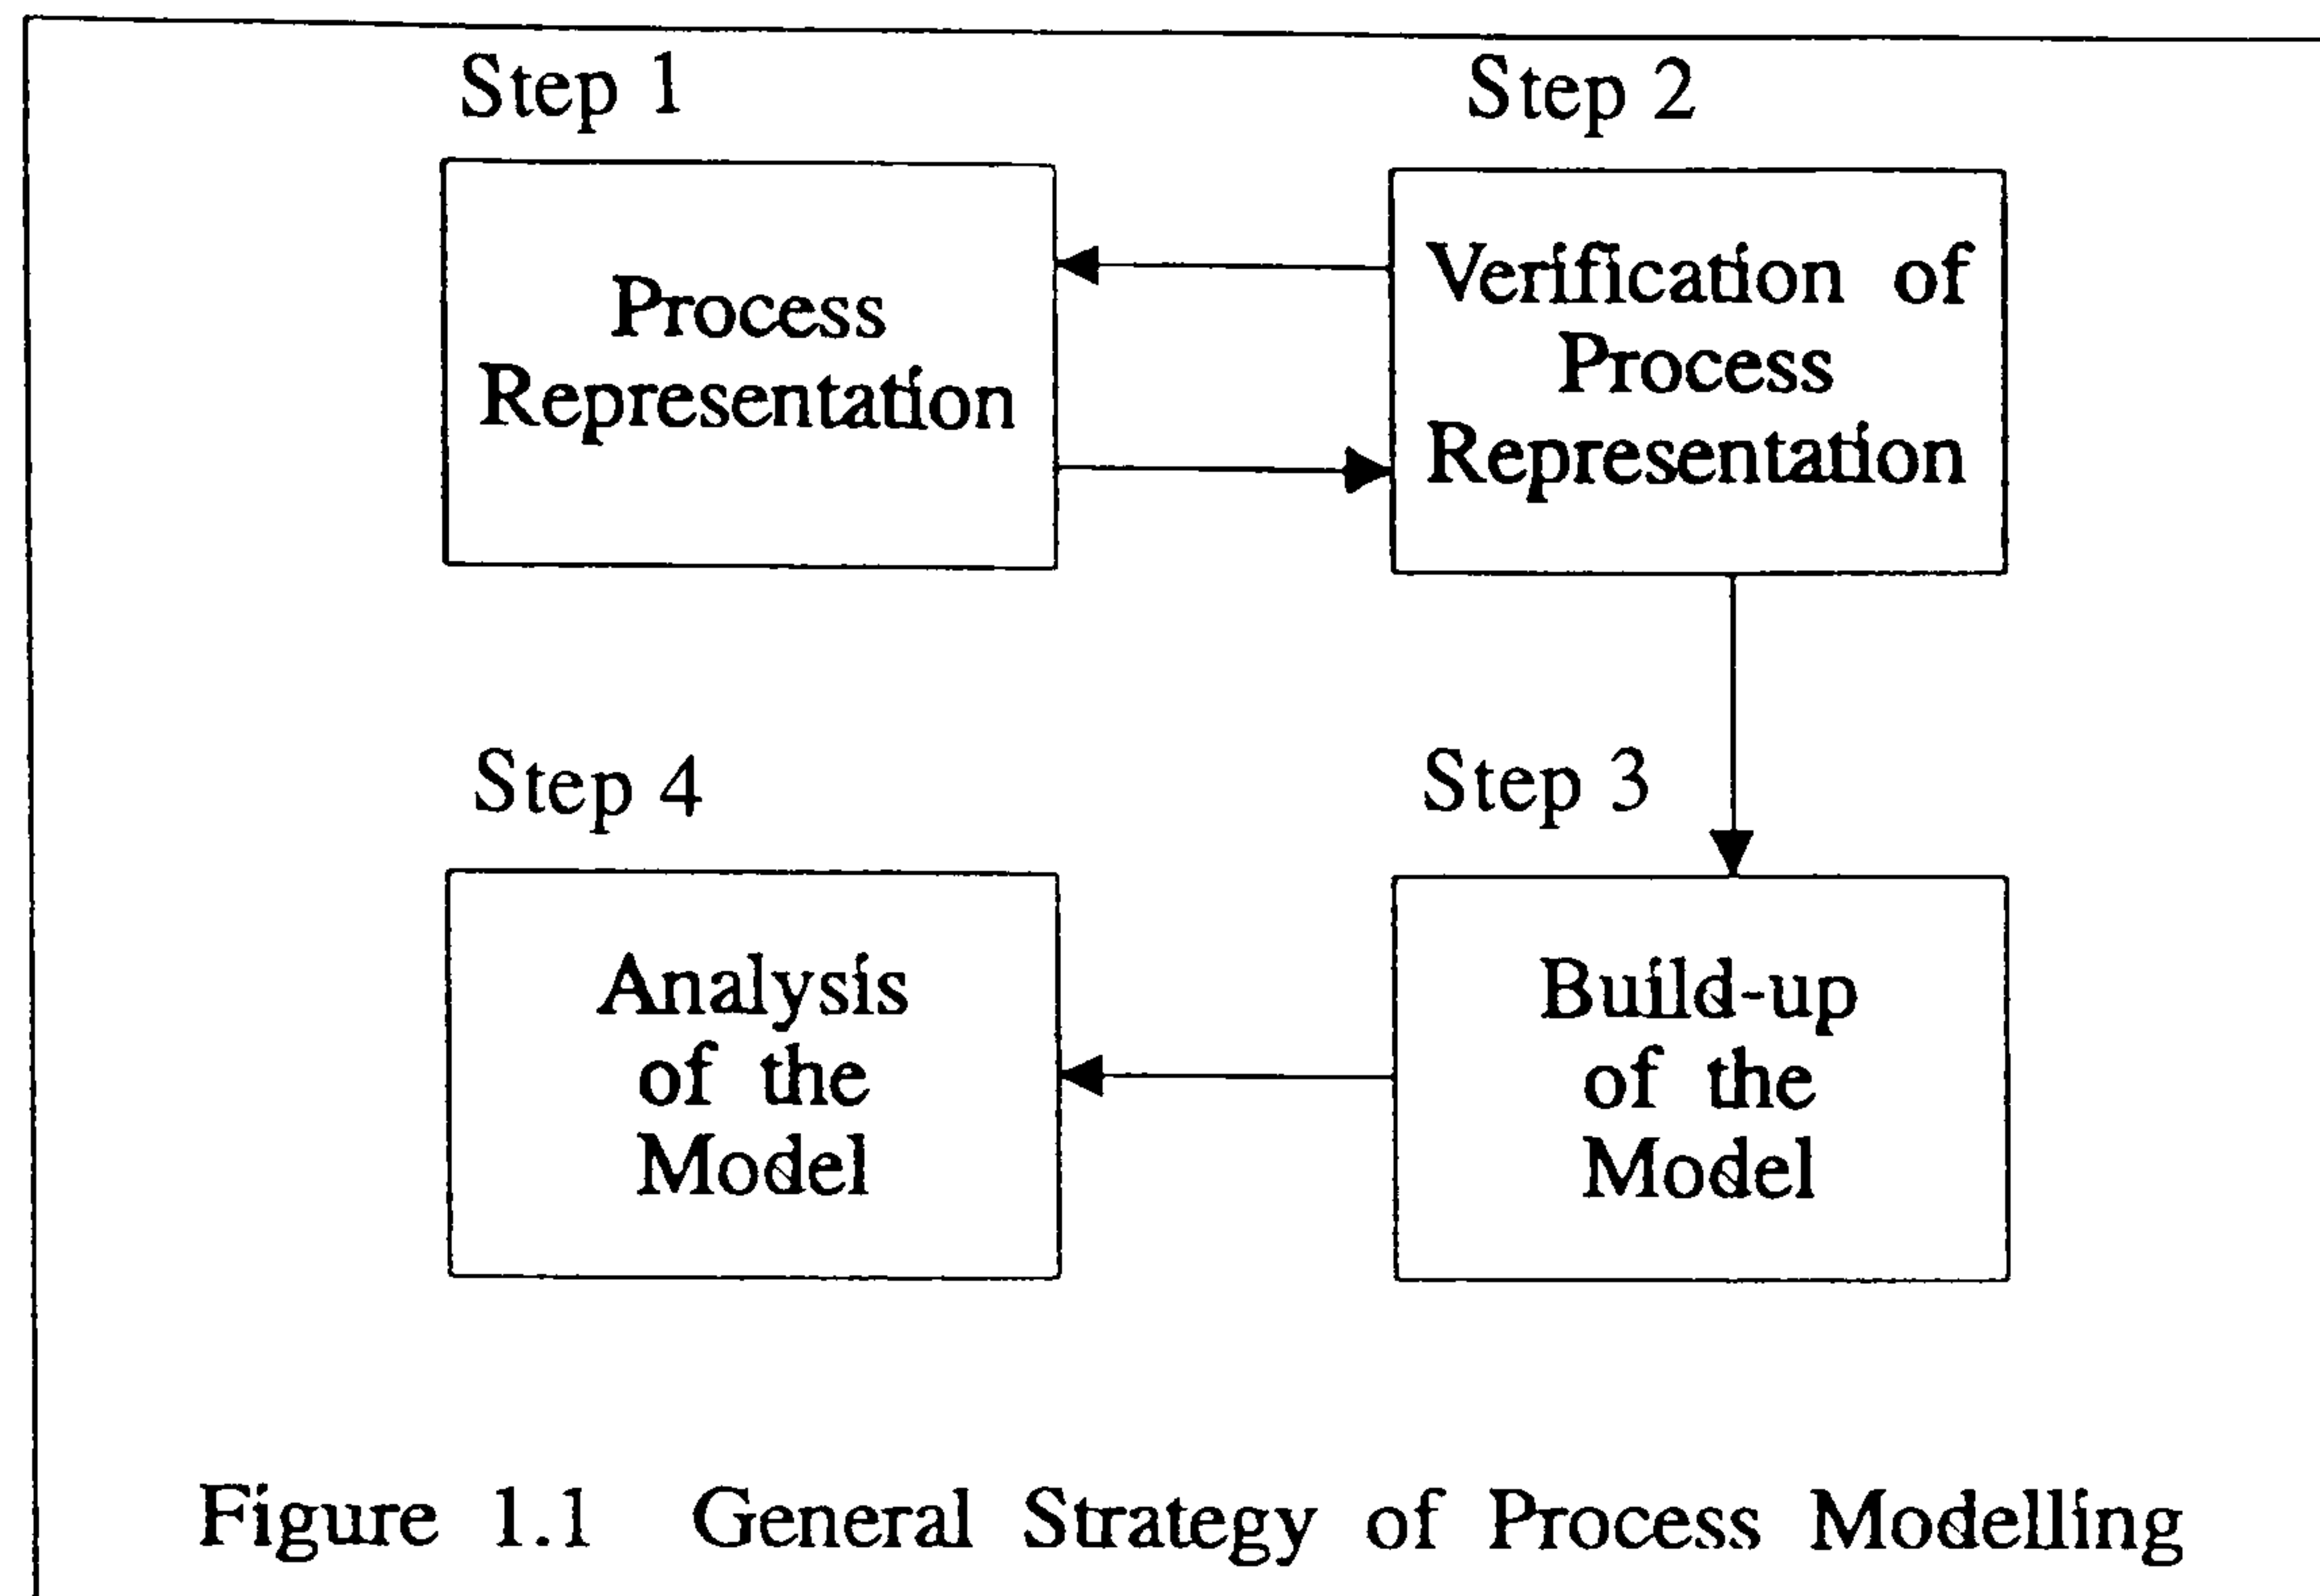 Step 1
Process
Representation
Step 2
Verification of
Process
Representation
Step 3
Build-up
of the
Model
Step 4
Analysis
of the
Model
Figure 1.1 General Strategy of Process Modelling